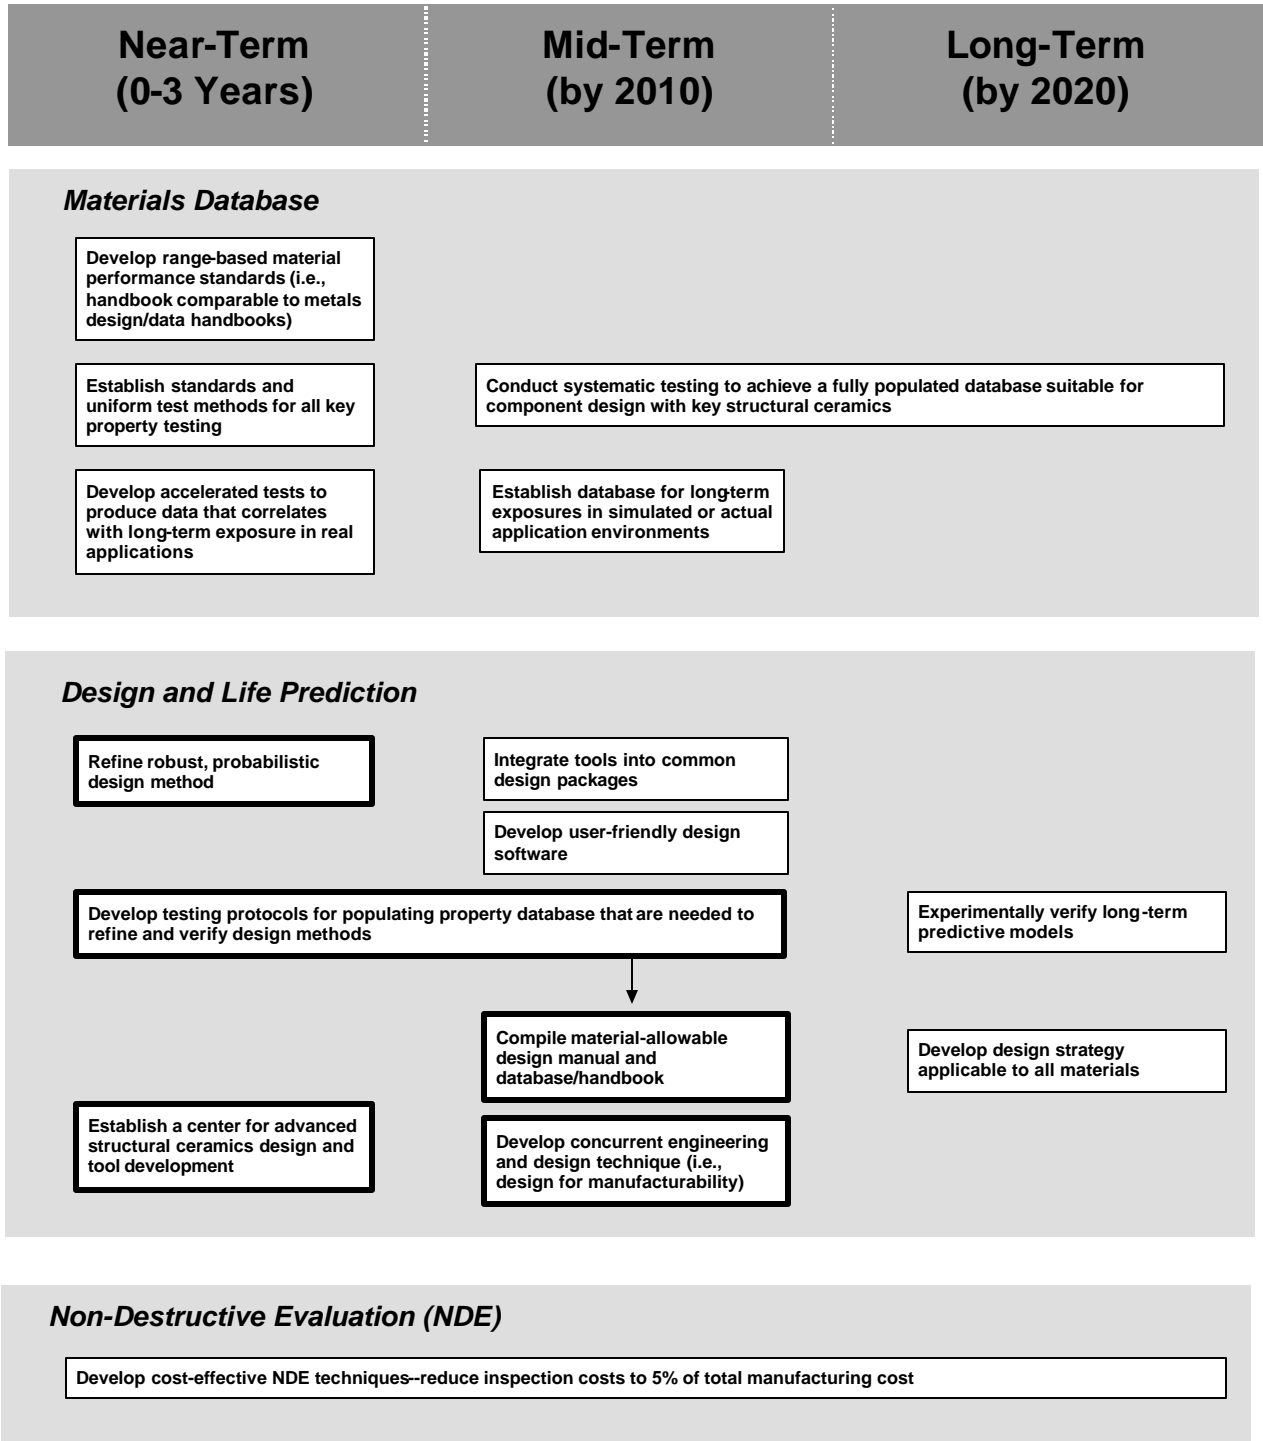 Near-Term
(0-3 Years)
Mid-Term
(by 2010)
Long-Term
(by 2020)
Materials Database
Develop range-based material
performance standards (i.e.,
handbook comparable to metals
design/data handbooks)
Establish standards and
uniform test methods for all key
property testing
Conduct systematic testing to achieve a fully populated database suitable for
component design with key structural ceramics
Develop accelerated tests to
produce data that correlates
with long-term exposure in real
applications
Establish database for long-term
exposures in simulated or actual
application environments
Design and Life Prediction
Refine robust, probabilistic
design method
Integrate tools into common
design packages
Develop user-friendly design
software
Develop testing protocols for populating property database that are needed to
refine and verify design methods
Experimentally verify long-term
predictive models
Compile material-allowable
design manual and
database/handbook
Develop design strategy
applicable to all materials
Establish a center for advanced
structural ceramics design and
tool development
Develop concurrent engineering
and design technique (i.e.,
design for manufacturability)
Non-Destructive Evaluation (NDE)
Develop cost-effective NDE techniques--reduce inspection costs to 5% of total manufacturing cost